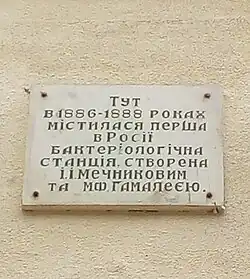 ТУТ
В 1886-1888 РОКАХ
МІСТИЛАСЯ ПЕРША
В РОСІЇ
БАКТЕРІОЛОГІЧНА
СТАНЦІЯ, СТВОРЕНА
І.І. МЕЧНИКОВИМ
ТА М.Ф. ГАМАЛЕЄЮ.